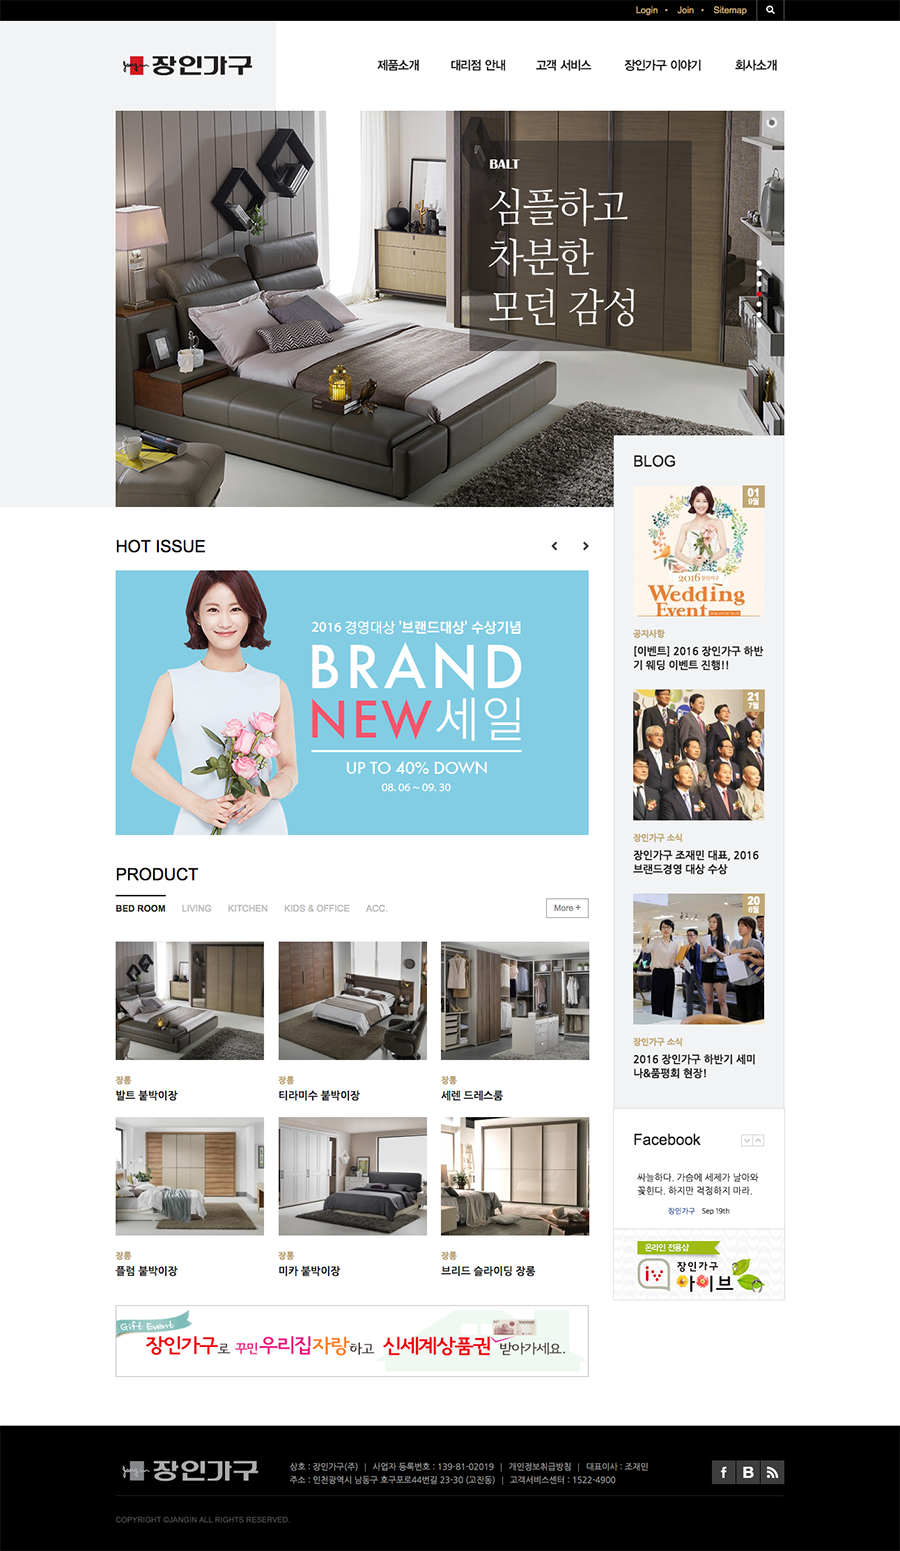 Login • Join • Sitemap
jangin 장인가구
제품소개 대리점 안내 고객 서비스 장인가구 이야기 회사소개
BALT
심플하고
차분한
모던 감성
HOT ISSUE
2016 경영대상 '브랜드대상' 수상기념
BRAND
NEW세일
UP TO 40% DOWN
08. 06 ~ 09. 30
PRODUCT
BED ROOM LIVING KITCHEN KIDS & OFFICE ACC.
More +
장롱
발트 붙박이장
장롱
티라미수 붙박이장
장롱
세렌 드레스룸
장롱
플럼 붙박이장
장롱
미카 붙박이장
장롱
브리드 슬라이딩 장롱
Gift Event
장인가구로 꾸민 우리집자랑하고 신세계상품권 받아가세요.
BLOG
01
9월
2016 장인가구
Wedding
Event
공지사항
[이벤트] 2016 장인가구 하반
기 웨딩 이벤트 진행!!
21
7월
장인가구 소식
장인가구 조재민 대표, 2016
브랜드경영 대상 수상
20
6월
장인가구 소식
2016 장인가구 하반기 세미
나&품평회 현장!
Facebook
싸늘하다. 가슴에 세제가 날아와
꽃힌다. 하지만 걱정하지 마라.
장인가구 Sep 19th
온라인 전용샵
iv 장인가구
아이브
jangin 장인가구
상호 : 장인가구(주) | 사업자 등록번호 : 139-81-02019 | 개인정보취급방침 | 대표이사 : 조재민
주소 : 인천광역시 남동구 호구포로44번길 23-30 (고잔동) | 고객서비스센터 : 1522-4900
f B
COPYRIGHT ©JANGIN ALL RIGHTS RESERVED.